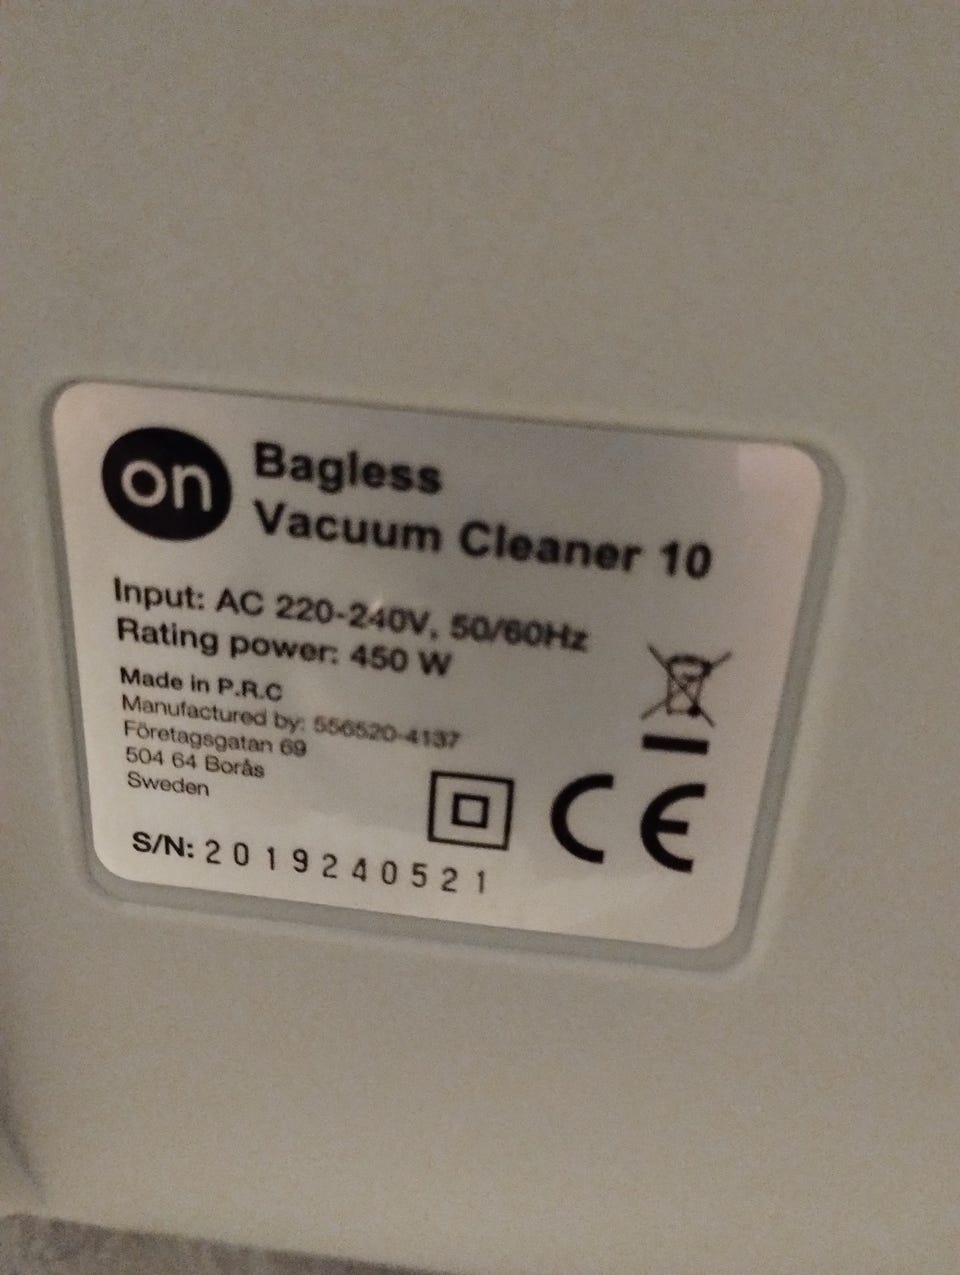 on
Bagless
Vacuum Cleaner 10
Input: AC 220-240V, 50/60Hz
Rating power: 450 W
Made in P.R.C
Manufactured by: 556520-4137
Företagsgatan 69
504 64 Borås
Sweden
CE
S/N: 2019240521